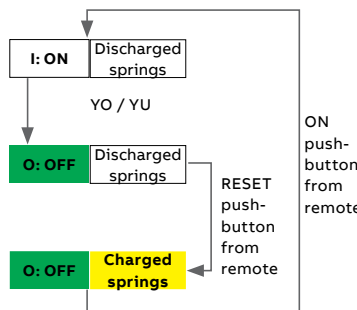 I: ON
Discharged
springs
YO / YU
O: OFF
Discharged
springs
ON
push-
button
from
remote
RESET
push-
button
from
remote
O: OFF
Charged
springs